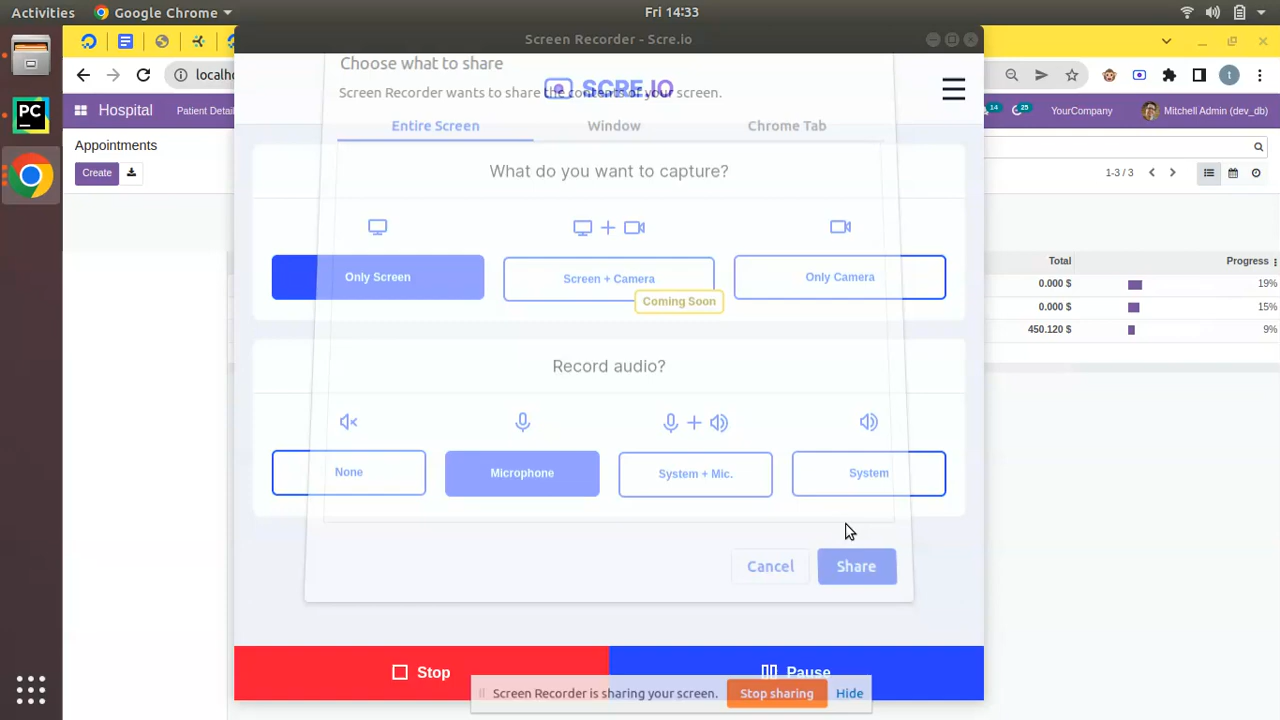 Activities
Google Chrome
Fri 14:33
Screen Recorder - Scre.io
localh
Hospital
Patient Detail
14
25
YourCompany
Mitchell Admin (dev_db)
Choose what to share
SCRE.IO
Screen Recorder wants to share the contents of your screen.
Entire Screen
Window
Chrome Tab
Appointments
Create
1-3 / 3
What do you want to capture?
Only Screen
Screen + Camera
Only Camera
Coming Soon
Total
Progress
0.000 $
19%
0.000 $
15%
450.120 $
9%
Record audio?
None
Microphone
System + Mic.
System
Cancel
Share
Stop
Pause
Screen Recorder is sharing your screen.
Stop sharing
Hide
PC
t